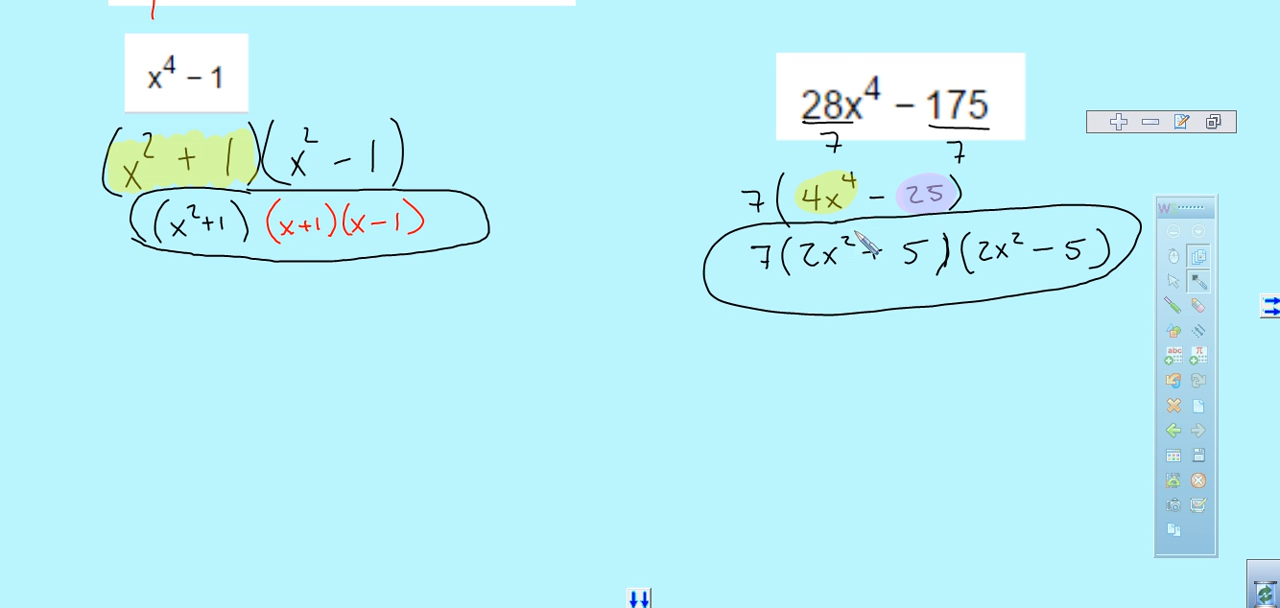 x⁴ − 1
(x² + 1)(x² − 1)
((x²+1) (x+1)(x−1)
28x⁴ − 175
7 7
7(4x⁴ − 25)
7(2x² + 5)(2x² − 5)
W
abc π